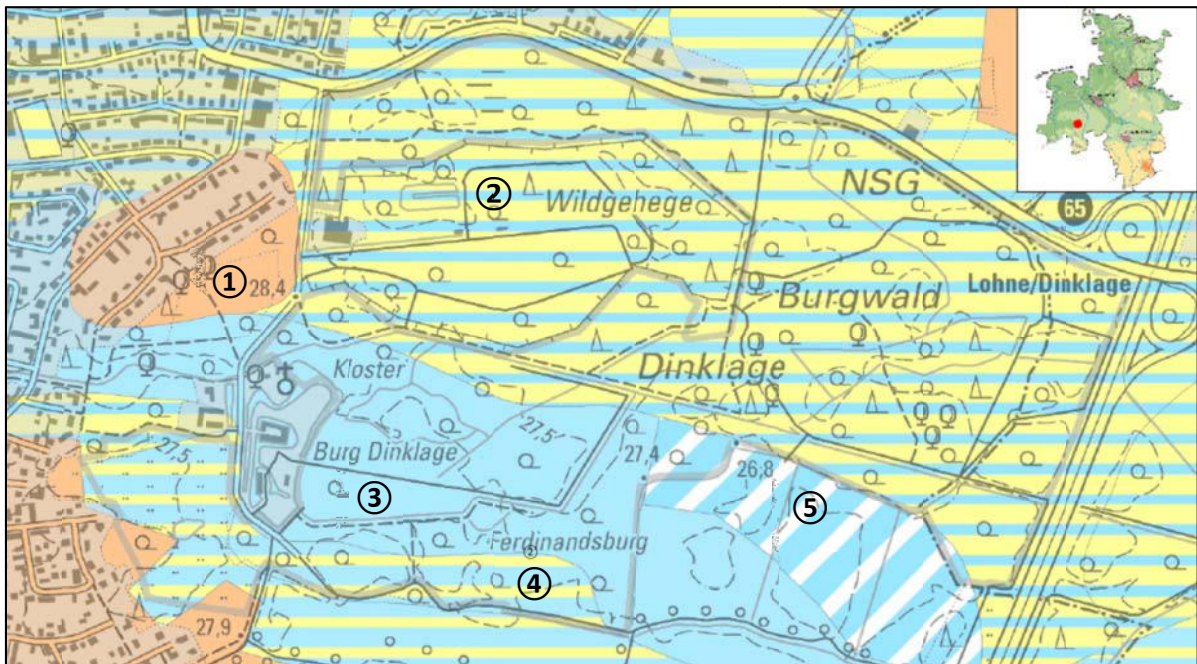 ②
Wildgehege
NSG
65
①
28,4
Burgwald
Lohne/Dinklage
Kloster
Dinklage
27,5
27,5
Burg Dinklage
27,4
26,8
③
⑤
Ferdinandsburg
④
27,9